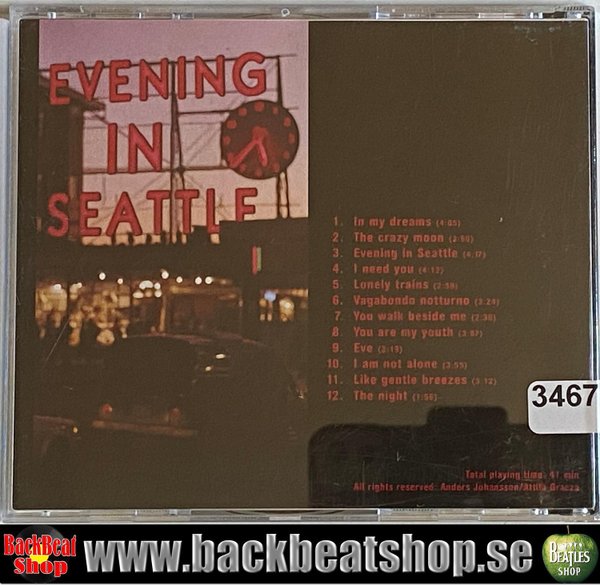 EVENING
IN
SEATTLE
1. In my dreams (4:05)
2. The crazy moon (2:50)
3. Evening in Seattle (4:17)
4. I need you (4:12)
5. Lonely trains (2:58)
6. Vagabondo notturno (3:24)
7. You walk beside me (2:36)
8. You are my youth (3:07)
9. Eve (3:19)
10. I am not alone (3:55)
11. Like gentle breezes (3:12)
12. The night (1:56)
3467
Total playing time: 41 min
All rights reserved: Anders Johansson/Attila Oracza
BackBeat
Shop
www.backbeatshop.se
BEATLES
SHOP